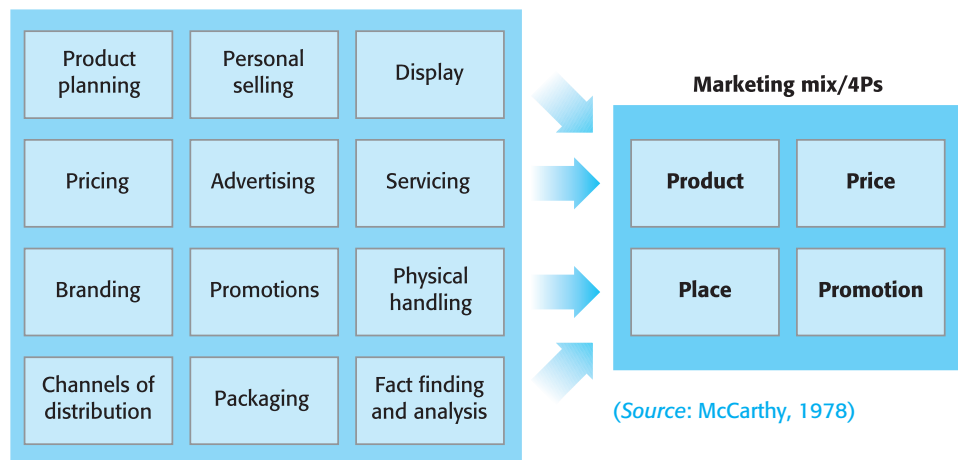 Product
planning
Personal
selling
Display
Pricing
Advertising
Servicing
Branding
Promotions
Physical
handling
Channels of
distribution
Packaging
Fact finding
and analysis
Marketing mix/4Ps
Product
Price
Place
Promotion
(Source: McCarthy, 1978)